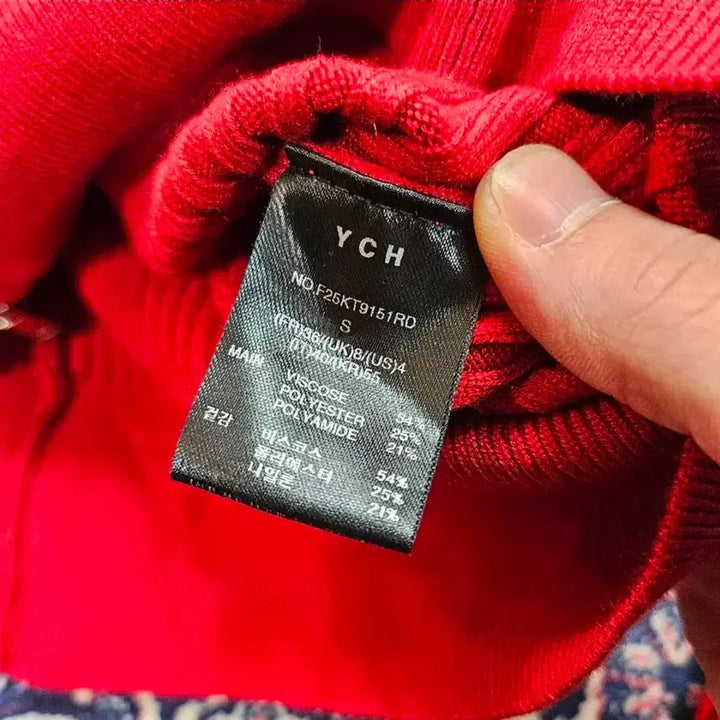 YCH
NO.F25KT9151RD
S
(FR)36/(UK)8/(US)4
(IT)40/(KR)55
MAIN VISCOSE 54%
POLYESTER 25%
POLYAMIDE 21%
겉감 비스코스 54%
폴리에스터 25%
나일론 21%